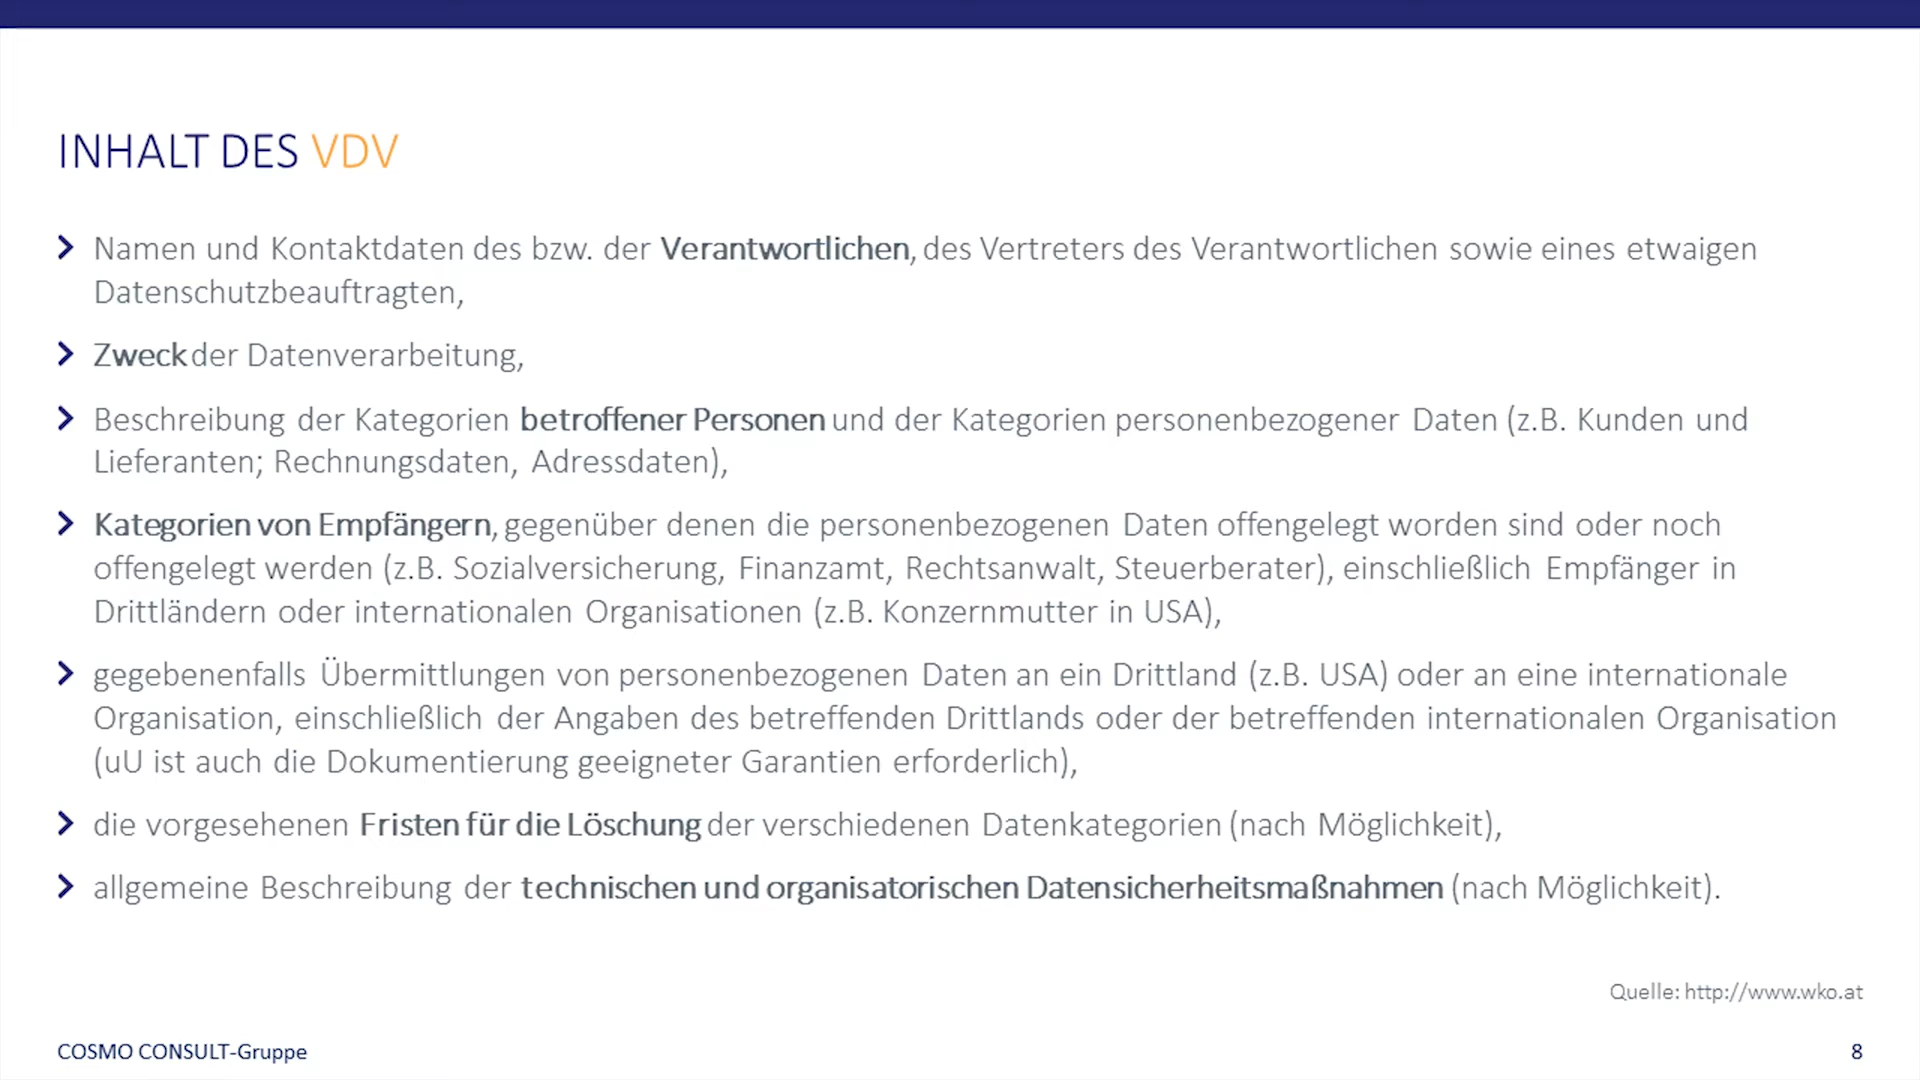 INHALT DES VDV
Namen und Kontaktdaten des bzw. der Verantwortlichen, des Vertreters des Verantwortlichen sowie eines etwaigen
Datenschutzbeauftragten,
Zweck der Datenverarbeitung,
Beschreibung der Kategorien betroffener Personen und der Kategorien personenbezogener Daten (z.B. Kunden und
Lieferanten; Rechnungsdaten, Adressdaten),
Kategorien von Empfängern, gegenüber denen die personenbezogenen Daten offengelegt worden sind oder noch
offengelegt werden (z.B. Sozialversicherung, Finanzamt, Rechtsanwalt, Steuerberater), einschließlich Empfänger in
Drittländern oder internationalen Organisationen (z.B. Konzernmutter in USA),
gegebenenfalls Übermittlungen von personenbezogenen Daten an ein Drittland (z.B. USA) oder an eine internationale
Organisation, einschließlich der Angaben des betreffenden Drittlands oder der betreffenden internationalen Organisation
(uU ist auch die Dokumentierung geeigneter Garantien erforderlich),
die vorgesehenen Fristen für die Löschung der verschiedenen Datenkategorien (nach Möglichkeit),
allgemeine Beschreibung der technischen und organisatorischen Datensicherheitsmaßnahmen (nach Möglichkeit).
Quelle: http://www.wko.at
COSMO CONSULT-Gruppe
8